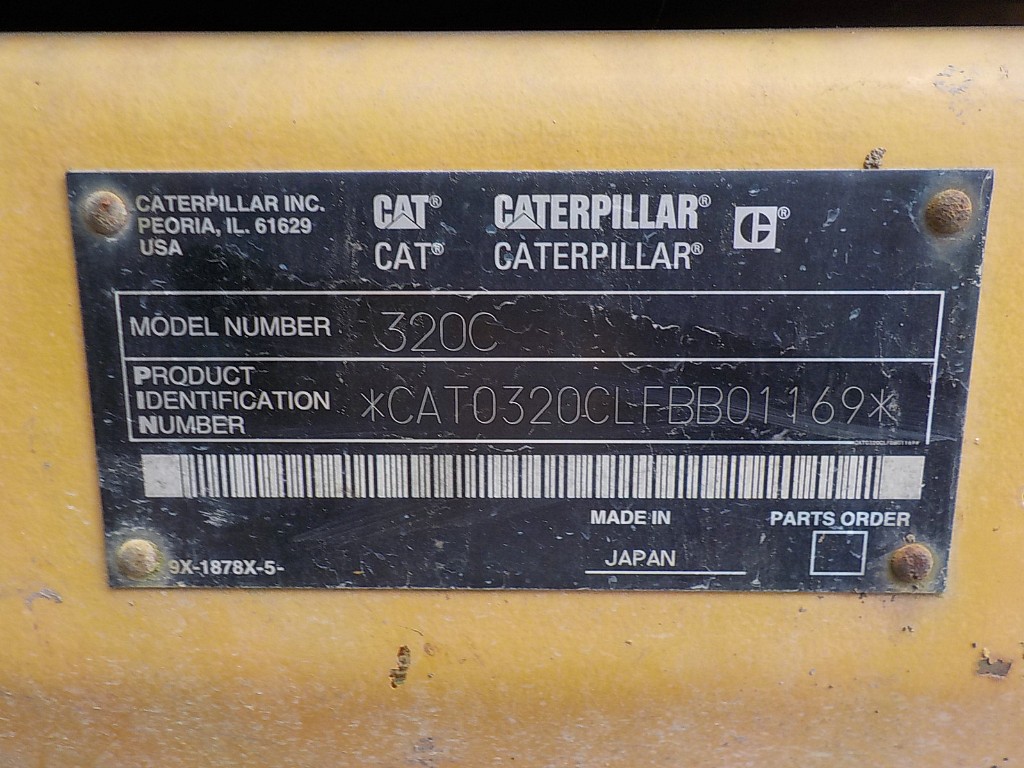 CATERPILLAR INC.
PEORIA, IL. 61629
USA
CAT® CATERPILLAR® ®
CAT® CATERPILLAR®
MODEL NUMBER 320C
PRODUCT
IDENTIFICATION
NUMBER
*CAT0320CLFBB01169*
MADE IN
JAPAN
PARTS ORDER
9X-1878X-5-